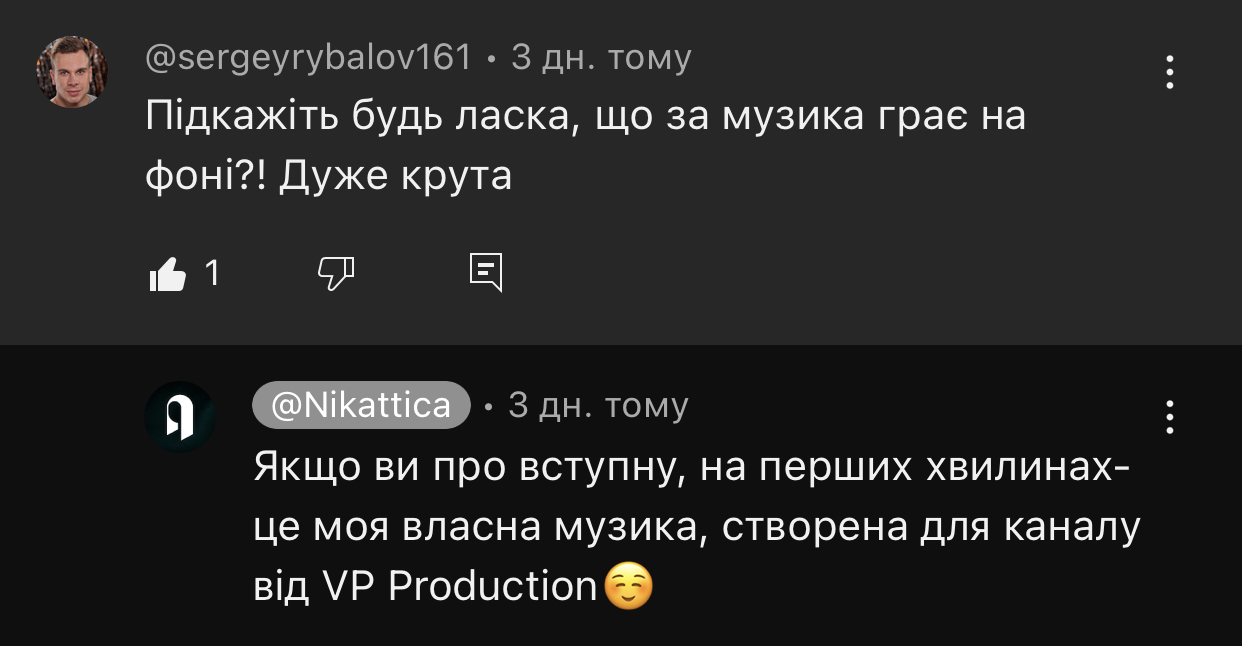 @sergeyrybalov161 • 3 дн. тому
Підкажіть будь ласка, що за музика грає на
фоні?! Дуже крута
1
@Nikattica • 3 дн. тому
Якщо ви про вступну, на перших хвилинах-
це моя власна музика, створена для каналу
від VP Production☺️